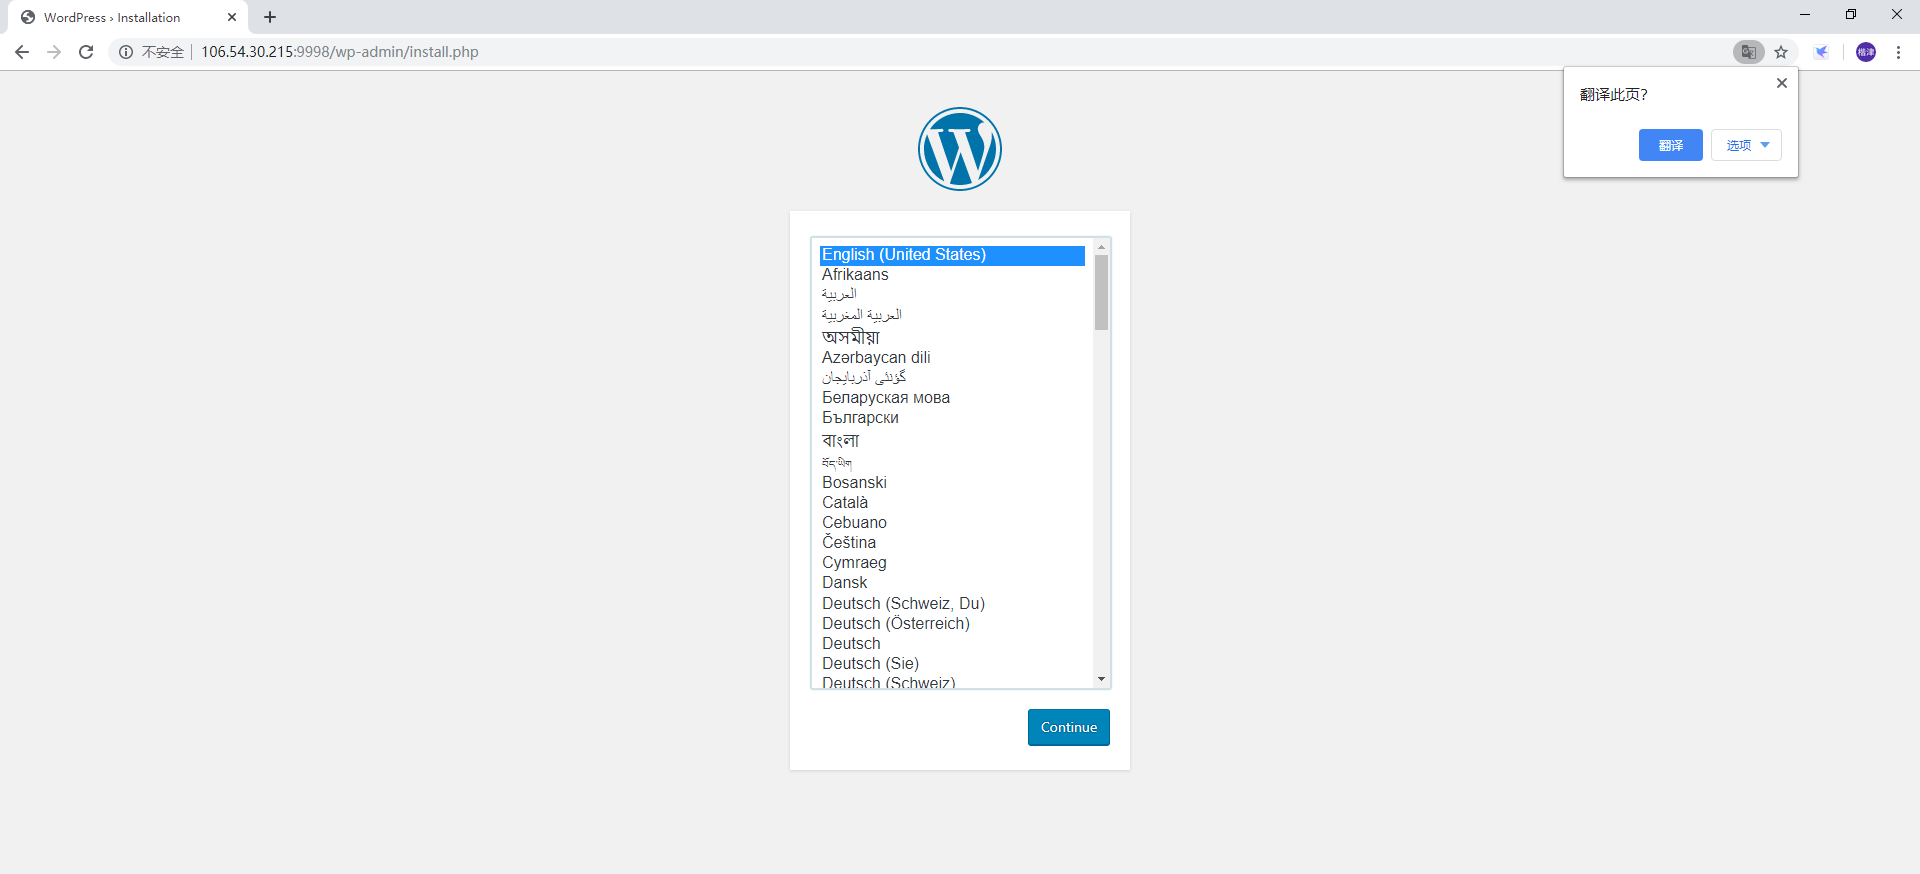 WordPress › Installation
不安全
106.54.30.215:9998/wp-admin/install.php
楷津
翻译此页?
翻译
选项
English (United States)
Afrikaans
العربية
العربية المغربية
অসমীয়া
Azərbaycan dili
گؤنئی آذربایجان
Беларуская мова
Български
বাংলা
བོད་ཡིག
Bosanski
Català
Cebuano
Čeština
Cymraeg
Dansk
Deutsch (Schweiz, Du)
Deutsch (Österreich)
Deutsch
Deutsch (Sie)
Deutsch (Schweiz)
Continue